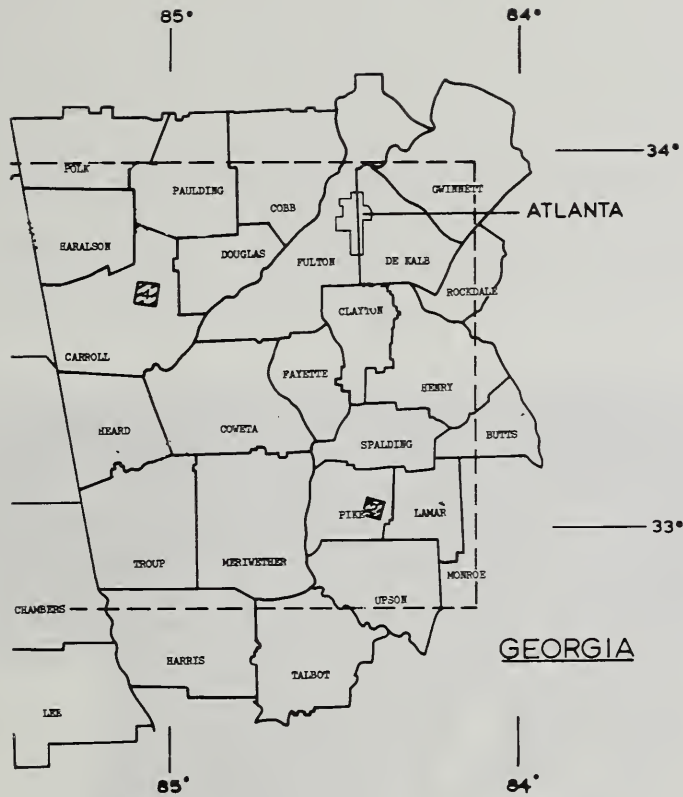 85°
84°
34°
POLK
PAULDING
COBB
GWINNETT
ATLANTA
HARALSON
DOUGLAS
FULTON
DE KALB
ROCKDALE
CLAYTON
CARROLL
FAYETTE
HENRY
HEARD
COWETA
SPALDING
BUTTS
PIKE
LAMAR
33°
TROUP
MERIWETHER
MONROE
CHAMBERS
UPSON
GEORGIA
HARRIS
TALBOT
LEE
85°
84°